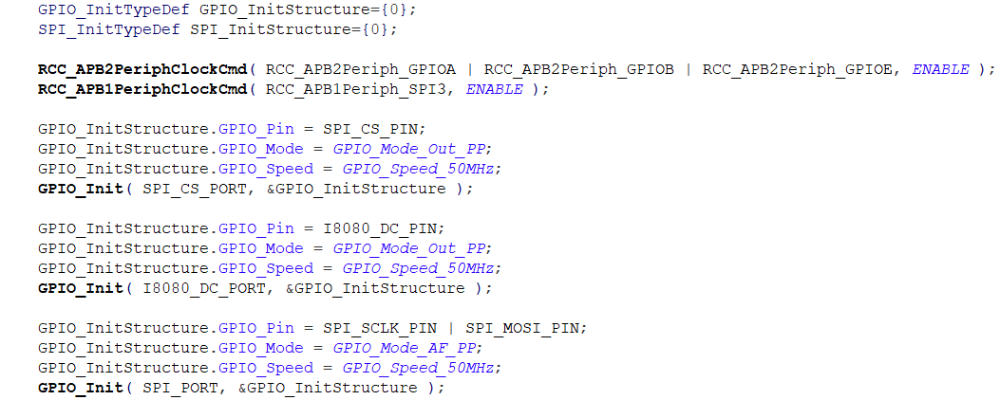 GPIO_InitTypeDef GPIO_InitStructure={0};
SPI_InitTypeDef SPI_InitStructure={0};
RCC_APB2PeriphClockCmd( RCC_APB2Periph_GPIOA | RCC_APB2Periph_GPIOB | RCC_APB2Periph_GPIOE, ENABLE );
RCC_APB1PeriphClockCmd( RCC_APB1Periph_SPI3, ENABLE );
GPIO_InitStructure.GPIO_Pin = SPI_CS_PIN;
GPIO_InitStructure.GPIO_Mode = GPIO_Mode_Out_PP;
GPIO_InitStructure.GPIO_Speed = GPIO_Speed_50MHz;
GPIO_Init( SPI_CS_PORT, &GPIO_InitStructure );
GPIO_InitStructure.GPIO_Pin = I8080_DC_PIN;
GPIO_InitStructure.GPIO_Mode = GPIO_Mode_Out_PP;
GPIO_InitStructure.GPIO_Speed = GPIO_Speed_50MHz;
GPIO_Init( I8080_DC_PORT, &GPIO_InitStructure );
GPIO_InitStructure.GPIO_Pin = SPI_SCLK_PIN | SPI_MOSI_PIN;
GPIO_InitStructure.GPIO_Mode = GPIO_Mode_AF_PP;
GPIO_InitStructure.GPIO_Speed = GPIO_Speed_50MHz;
GPIO_Init( SPI_PORT, &GPIO_InitStructure );